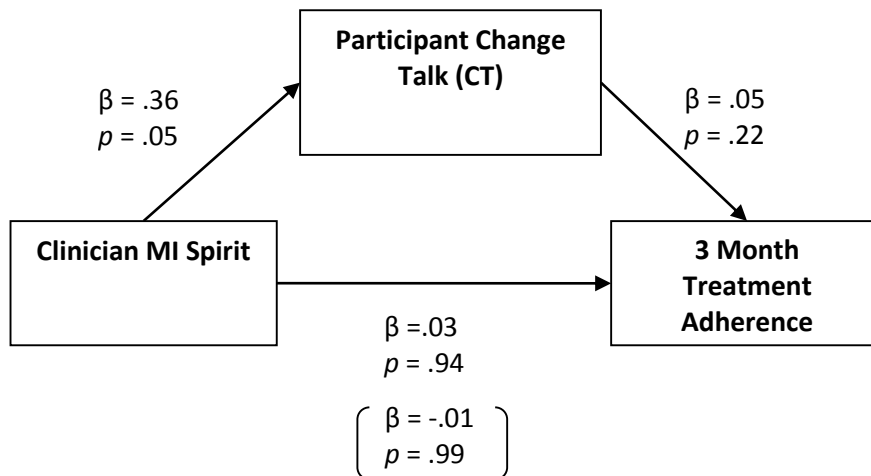 Participant Change
Talk (CT)
β = .36
p = .05
β = .05
p = .22
Clinician MI Spirit
3 Month
Treatment
Adherence
β =.03
p = .94
β = -.01
p = .99